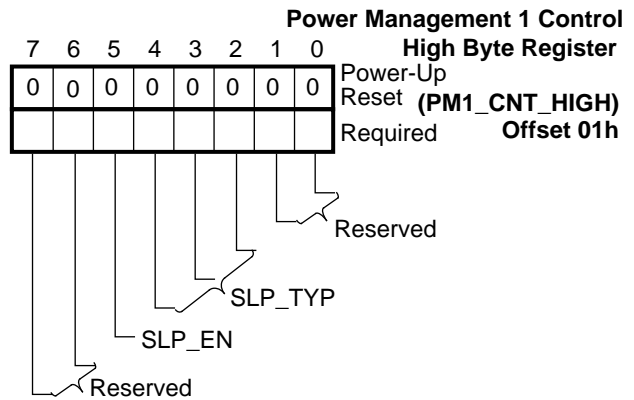 Power Management 1 Control
7 6 5 4 3 2 1 0 High Byte Register
0 0 0 0 0 0 0 0 Power-Up
Reset (PM1_CNT_HIGH)
Required Offset 01h
Reserved
SLP_TYP
SLP_EN
Reserved